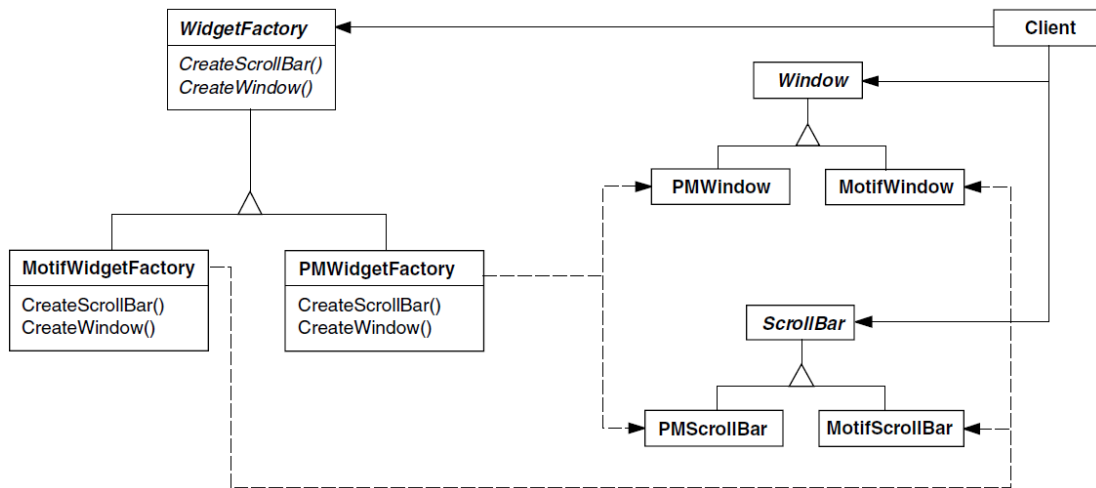 WidgetFactory
CreateScrollBar()
CreateWindow()
Client
Window
PMWindow
MotifWindow
MotifWidgetFactory
CreateScrollBar()
CreateWindow()
PMWidgetFactory
CreateScrollBar()
CreateWindow()
ScrollBar
PMScrollBar
MotifScrollBar